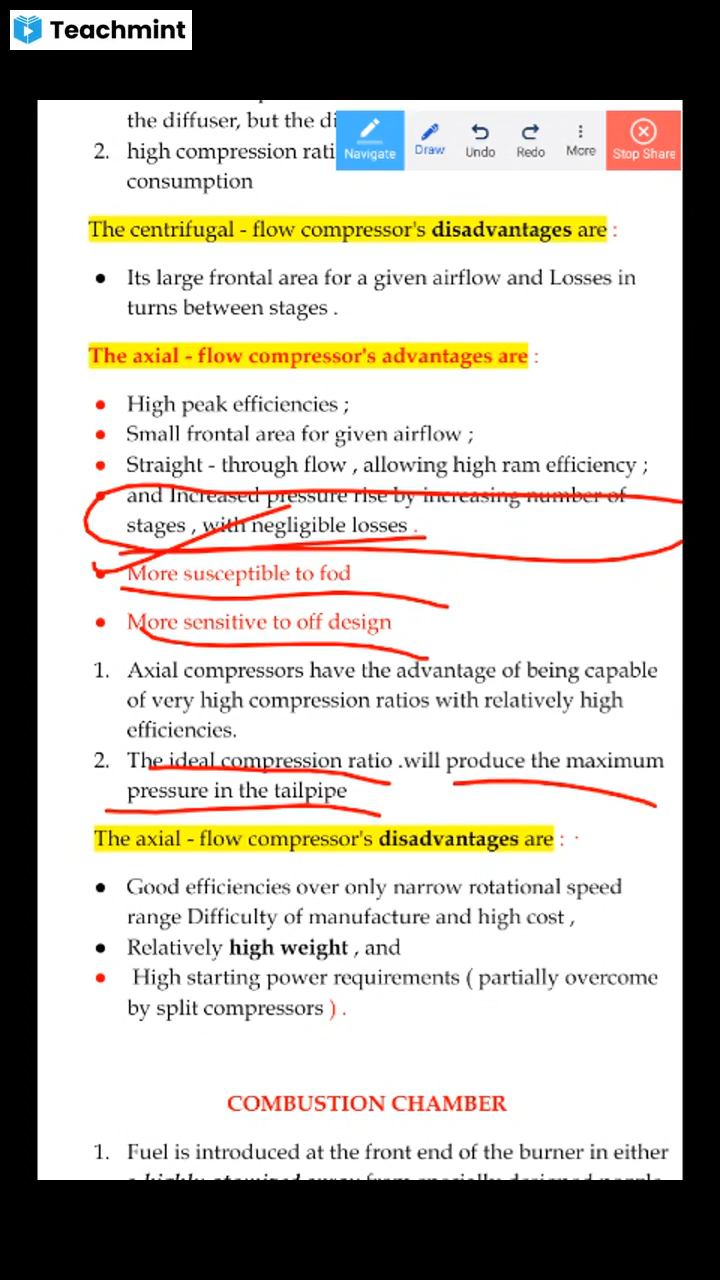 Teachmint
the diffuser, but the di
Navigate
Draw
Undo
Redo
More
Stop Share
2. high compression rati
consumption
The centrifugal - flow compressor's disadvantages are :
• Its large frontal area for a given airflow and Losses in
turns between stages .
The axial - flow compressor's advantages are :
• High peak efficiencies ;
• Small frontal area for given airflow ;
• Straight - through flow , allowing high ram efficiency ;
• and Increased pressure rise by increasing number of
stages , with negligible losses .
• More susceptible to fod
• More sensitive to off design
1. Axial compressors have the advantage of being capable
of very high compression ratios with relatively high
efficiencies.
2. The ideal compression ratio .will produce the maximum
pressure in the tailpipe
The axial - flow compressor's disadvantages are :
• Good efficiencies over only narrow rotational speed
range Difficulty of manufacture and high cost ,
• Relatively high weight , and
• High starting power requirements ( partially overcome
by split compressors ) .
COMBUSTION CHAMBER
1. Fuel is introduced at the front end of the burner in either